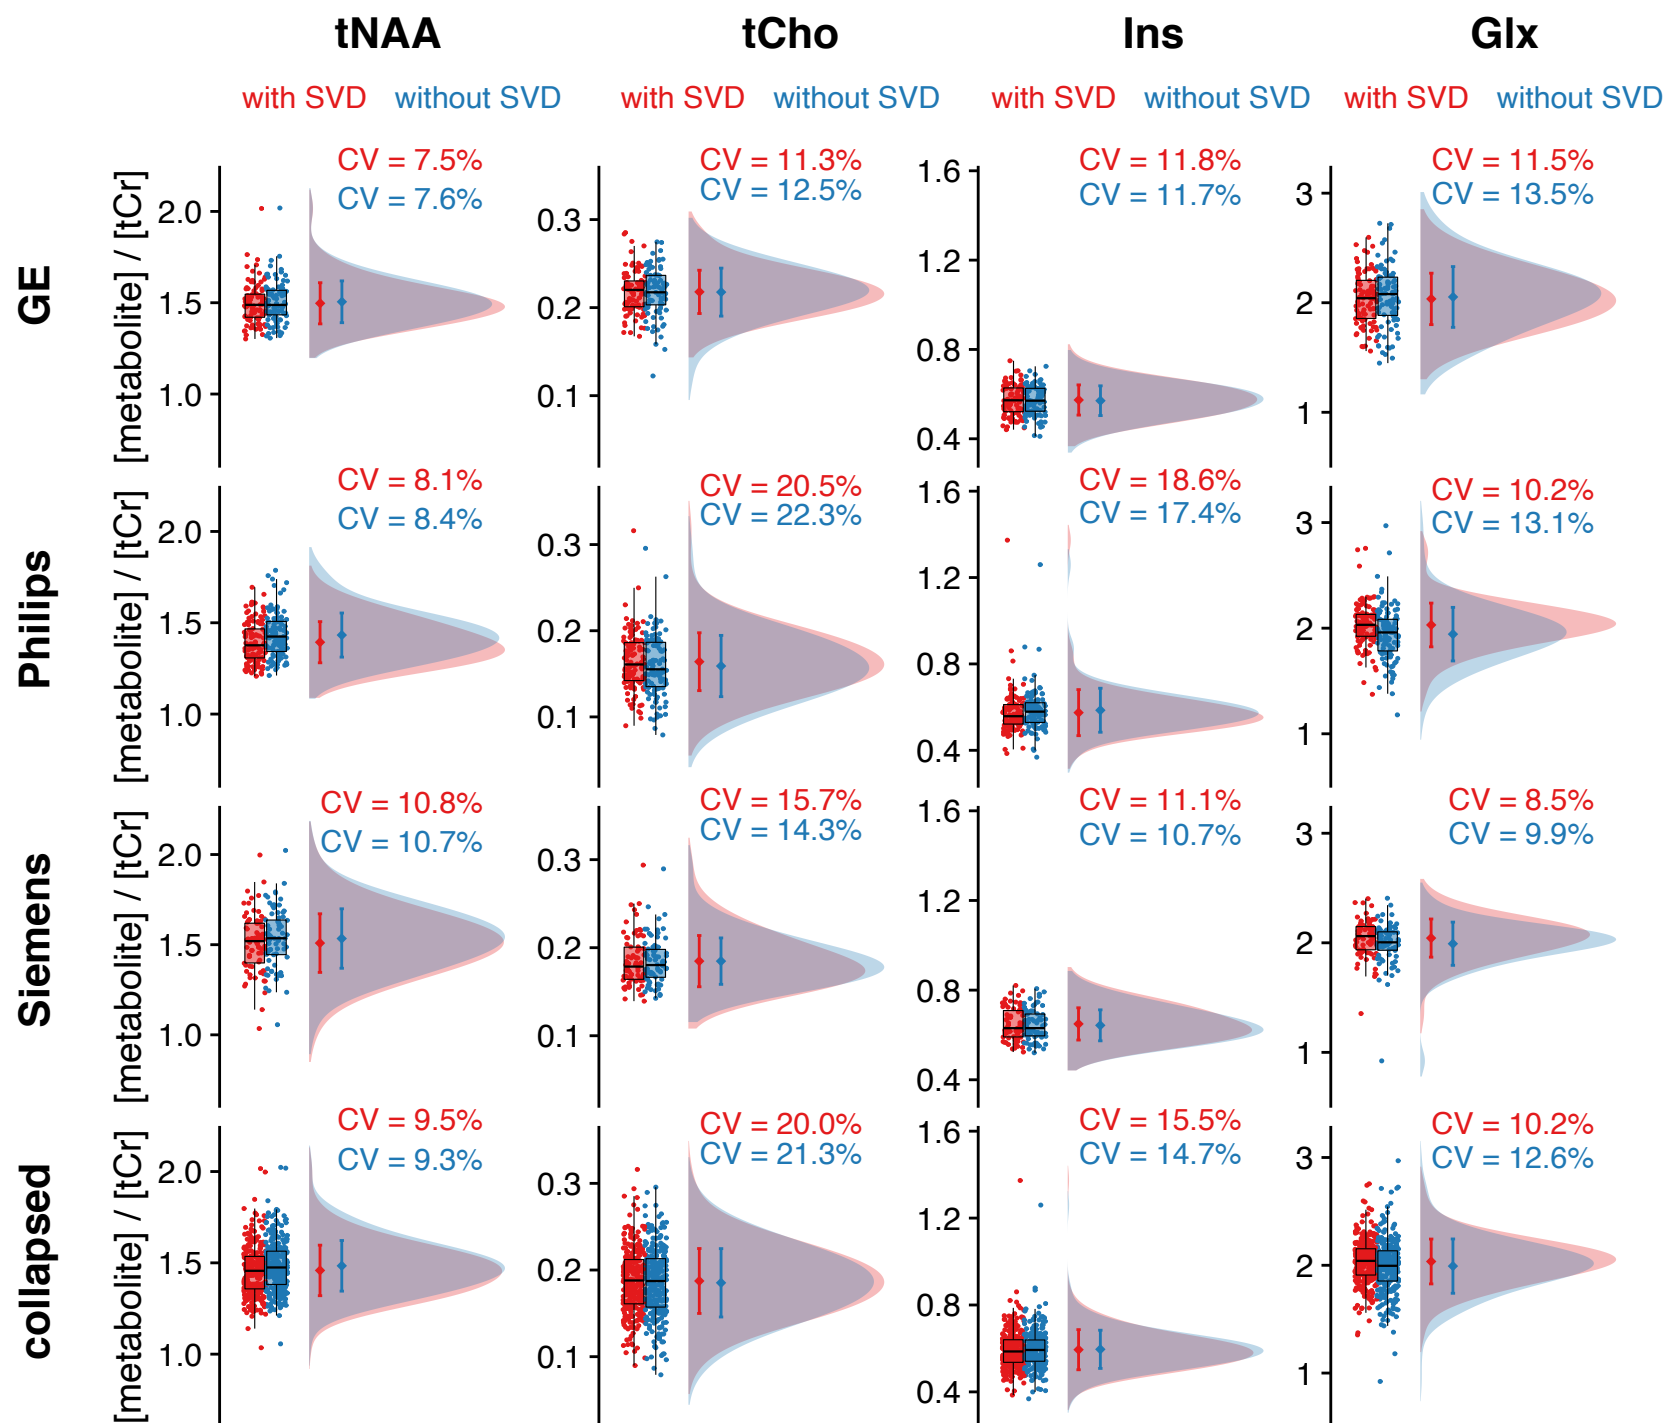 tNAA tCho Ins Glx
with SVD without SVD with SVD without SVD with SVD without SVD with SVD without SVD
GE
[metabolite] / [tCr]
2.0
1.5
1.0
CV = 7.5%
CV = 7.6%
0.3
0.2
0.1
CV = 11.3%
CV = 12.5%
1.6
1.2
0.8
0.4
CV = 11.8%
CV = 11.7%
3
2
1
CV = 11.5%
CV = 13.5%
Philips
[metabolite] / [tCr]
2.0
1.5
1.0
CV = 8.1%
CV = 8.4%
0.3
0.2
0.1
CV = 20.5%
CV = 22.3%
1.6
1.2
0.8
0.4
CV = 18.6%
CV = 17.4%
3
2
1
CV = 10.2%
CV = 13.1%
Siemens
[metabolite] / [tCr]
2.0
1.5
1.0
CV = 10.8%
CV = 10.7%
0.3
0.2
0.1
CV = 15.7%
CV = 14.3%
1.6
1.2
0.8
0.4
CV = 11.1%
CV = 10.7%
3
2
1
CV = 8.5%
CV = 9.9%
collapsed
[metabolite] / [tCr]
2.0
1.5
1.0
CV = 9.5%
CV = 9.3%
0.3
0.2
0.1
CV = 20.0%
CV = 21.3%
1.6
1.2
0.8
0.4
CV = 15.5%
CV = 14.7%
3
2
1
CV = 10.2%
CV = 12.6%